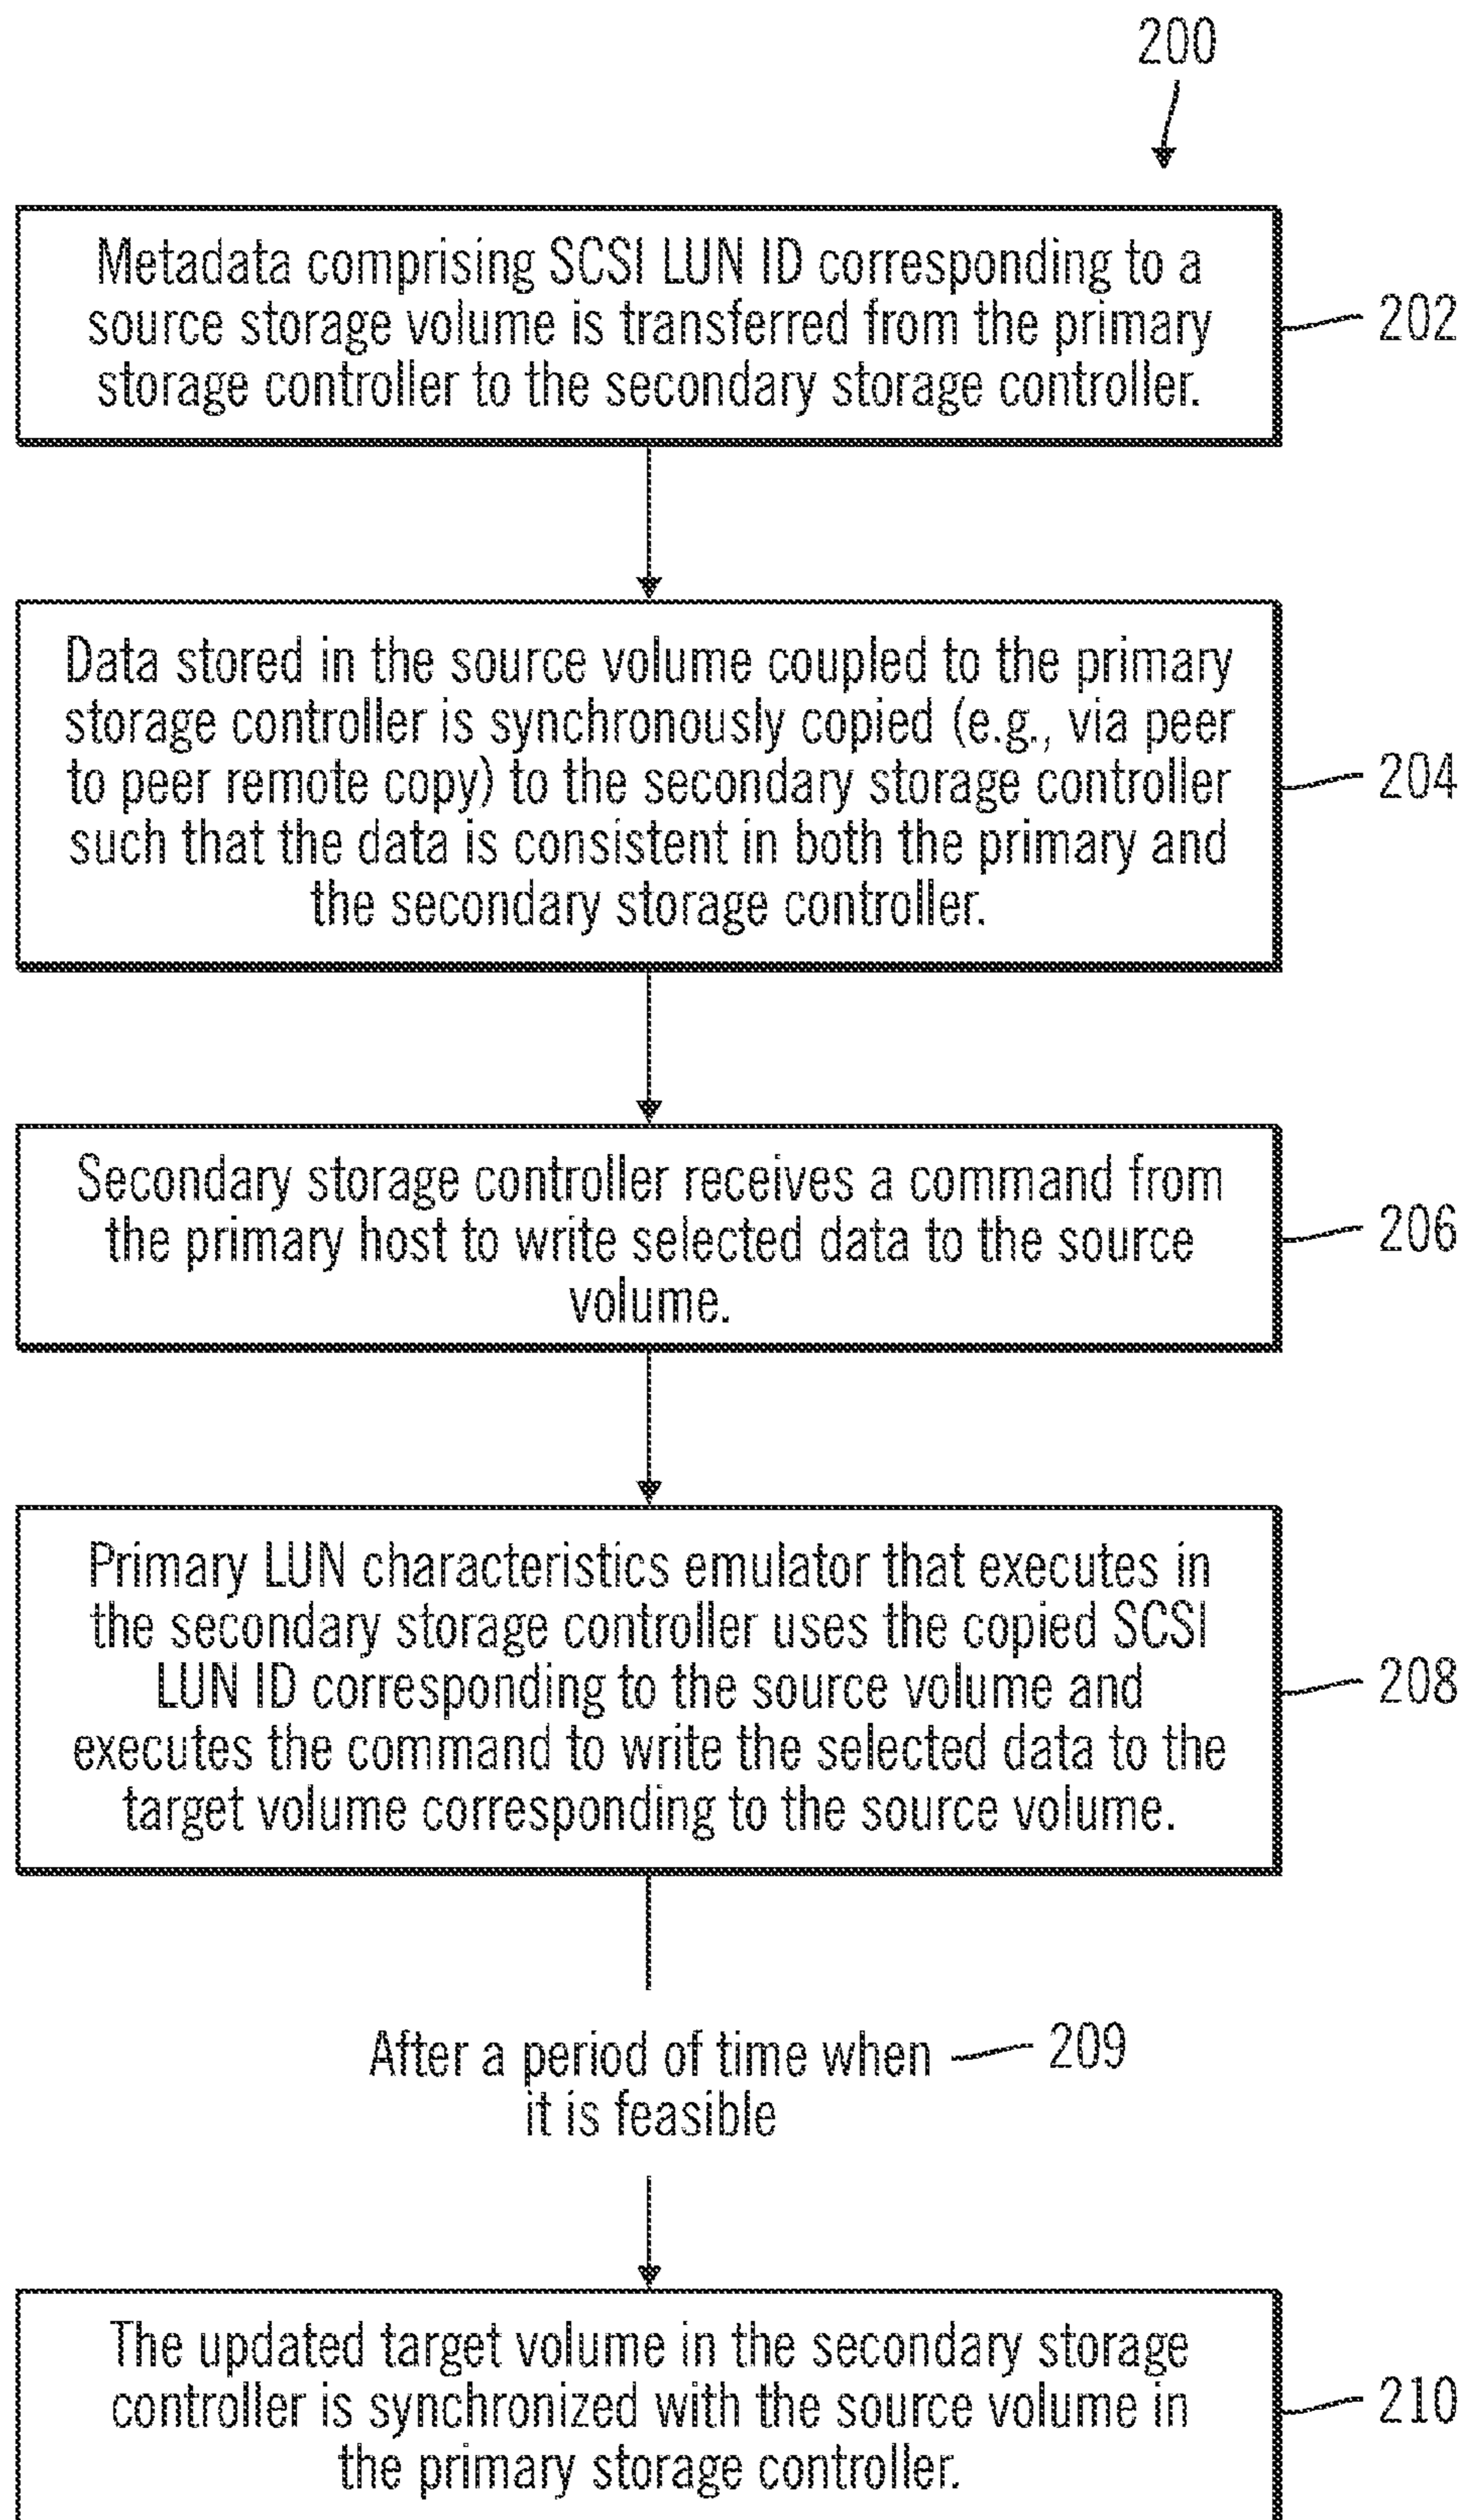 200
Metadata comprising SCSI LUN ID corresponding to a
source storage volume is transferred from the primary
storage controller to the secondary storage controller.
202
Data stored in the source volume coupled to the primary
storage controller is synchronously copied (e.g., via peer
to peer remote copy) to the secondary storage controller
such that the data is consistent in both the primary and
the secondary storage controller.
204
Secondary storage controller receives a command from
the primary host to write selected data to the source
volume.
206
Primary LUN characteristics emulator that executes in
the secondary storage controller uses the copied SCSI
LUN ID corresponding to the source volume and
executes the command to write the selected data to the
target volume corresponding to the source volume.
208
After a period of time when
it is feasible
209
The updated target volume in the secondary storage
controller is synchronized with the source volume in
the primary storage controller.
210